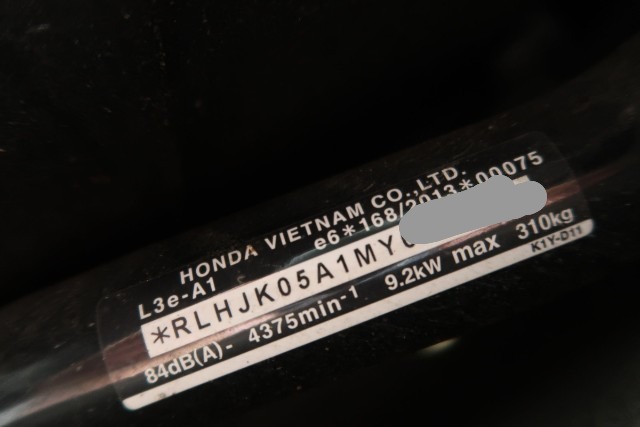 HONDA VIETNAM CO.,LTD.
L3e-A1 e6*168/2013*00075
*RLHJK05A1MY
84dB(A)- 4375min-1 9.2kW max 310kg
K1Y-D11